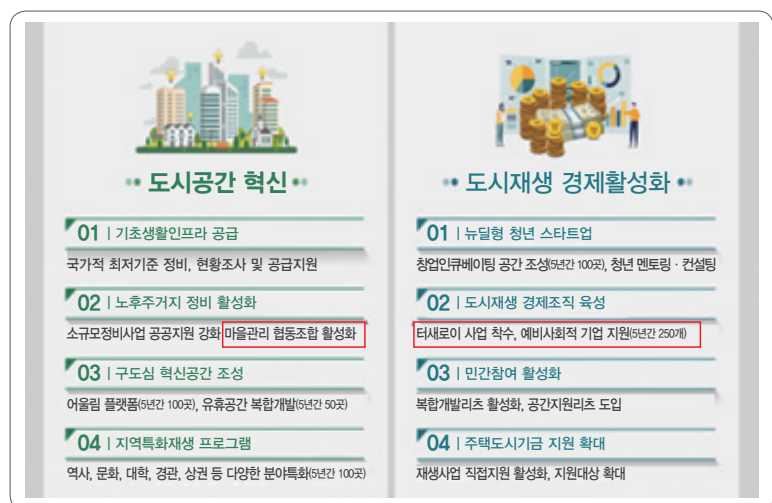 도시공간 혁신
01 | 기초생활인프라 공급
국가적 최저기준 정비, 현황조사 및 공급지원
02 | 노후주거지 정비 활성화
소규모정비사업 공공지원 강화 마을관리 협동조합 활성화
03 | 구도심 혁신공간 조성
어울림 플랫폼(5년간 100곳), 유휴공간 복합개발(5년간 50곳)
04 | 지역특화재생 프로그램
역사, 문화, 대학, 경관, 상권 등 다양한 분야특화(5년간 100곳)
도시재생 경제활성화
01 | 뉴딜형 청년 스타트업
창업인큐베이팅 공간 조성(5년간 100곳), 청년 멘토링 · 컨설팅
02 | 도시재생 경제조직 육성
터새로이 사업 착수, 예비사회적 기업 지원(5년간 250개)
03 | 민간참여 활성화
복합개발리츠 활성화, 공간지원리츠 도입
04 | 주택도시기금 지원 확대
재생사업 직접지원 활성화, 지원대상 확대